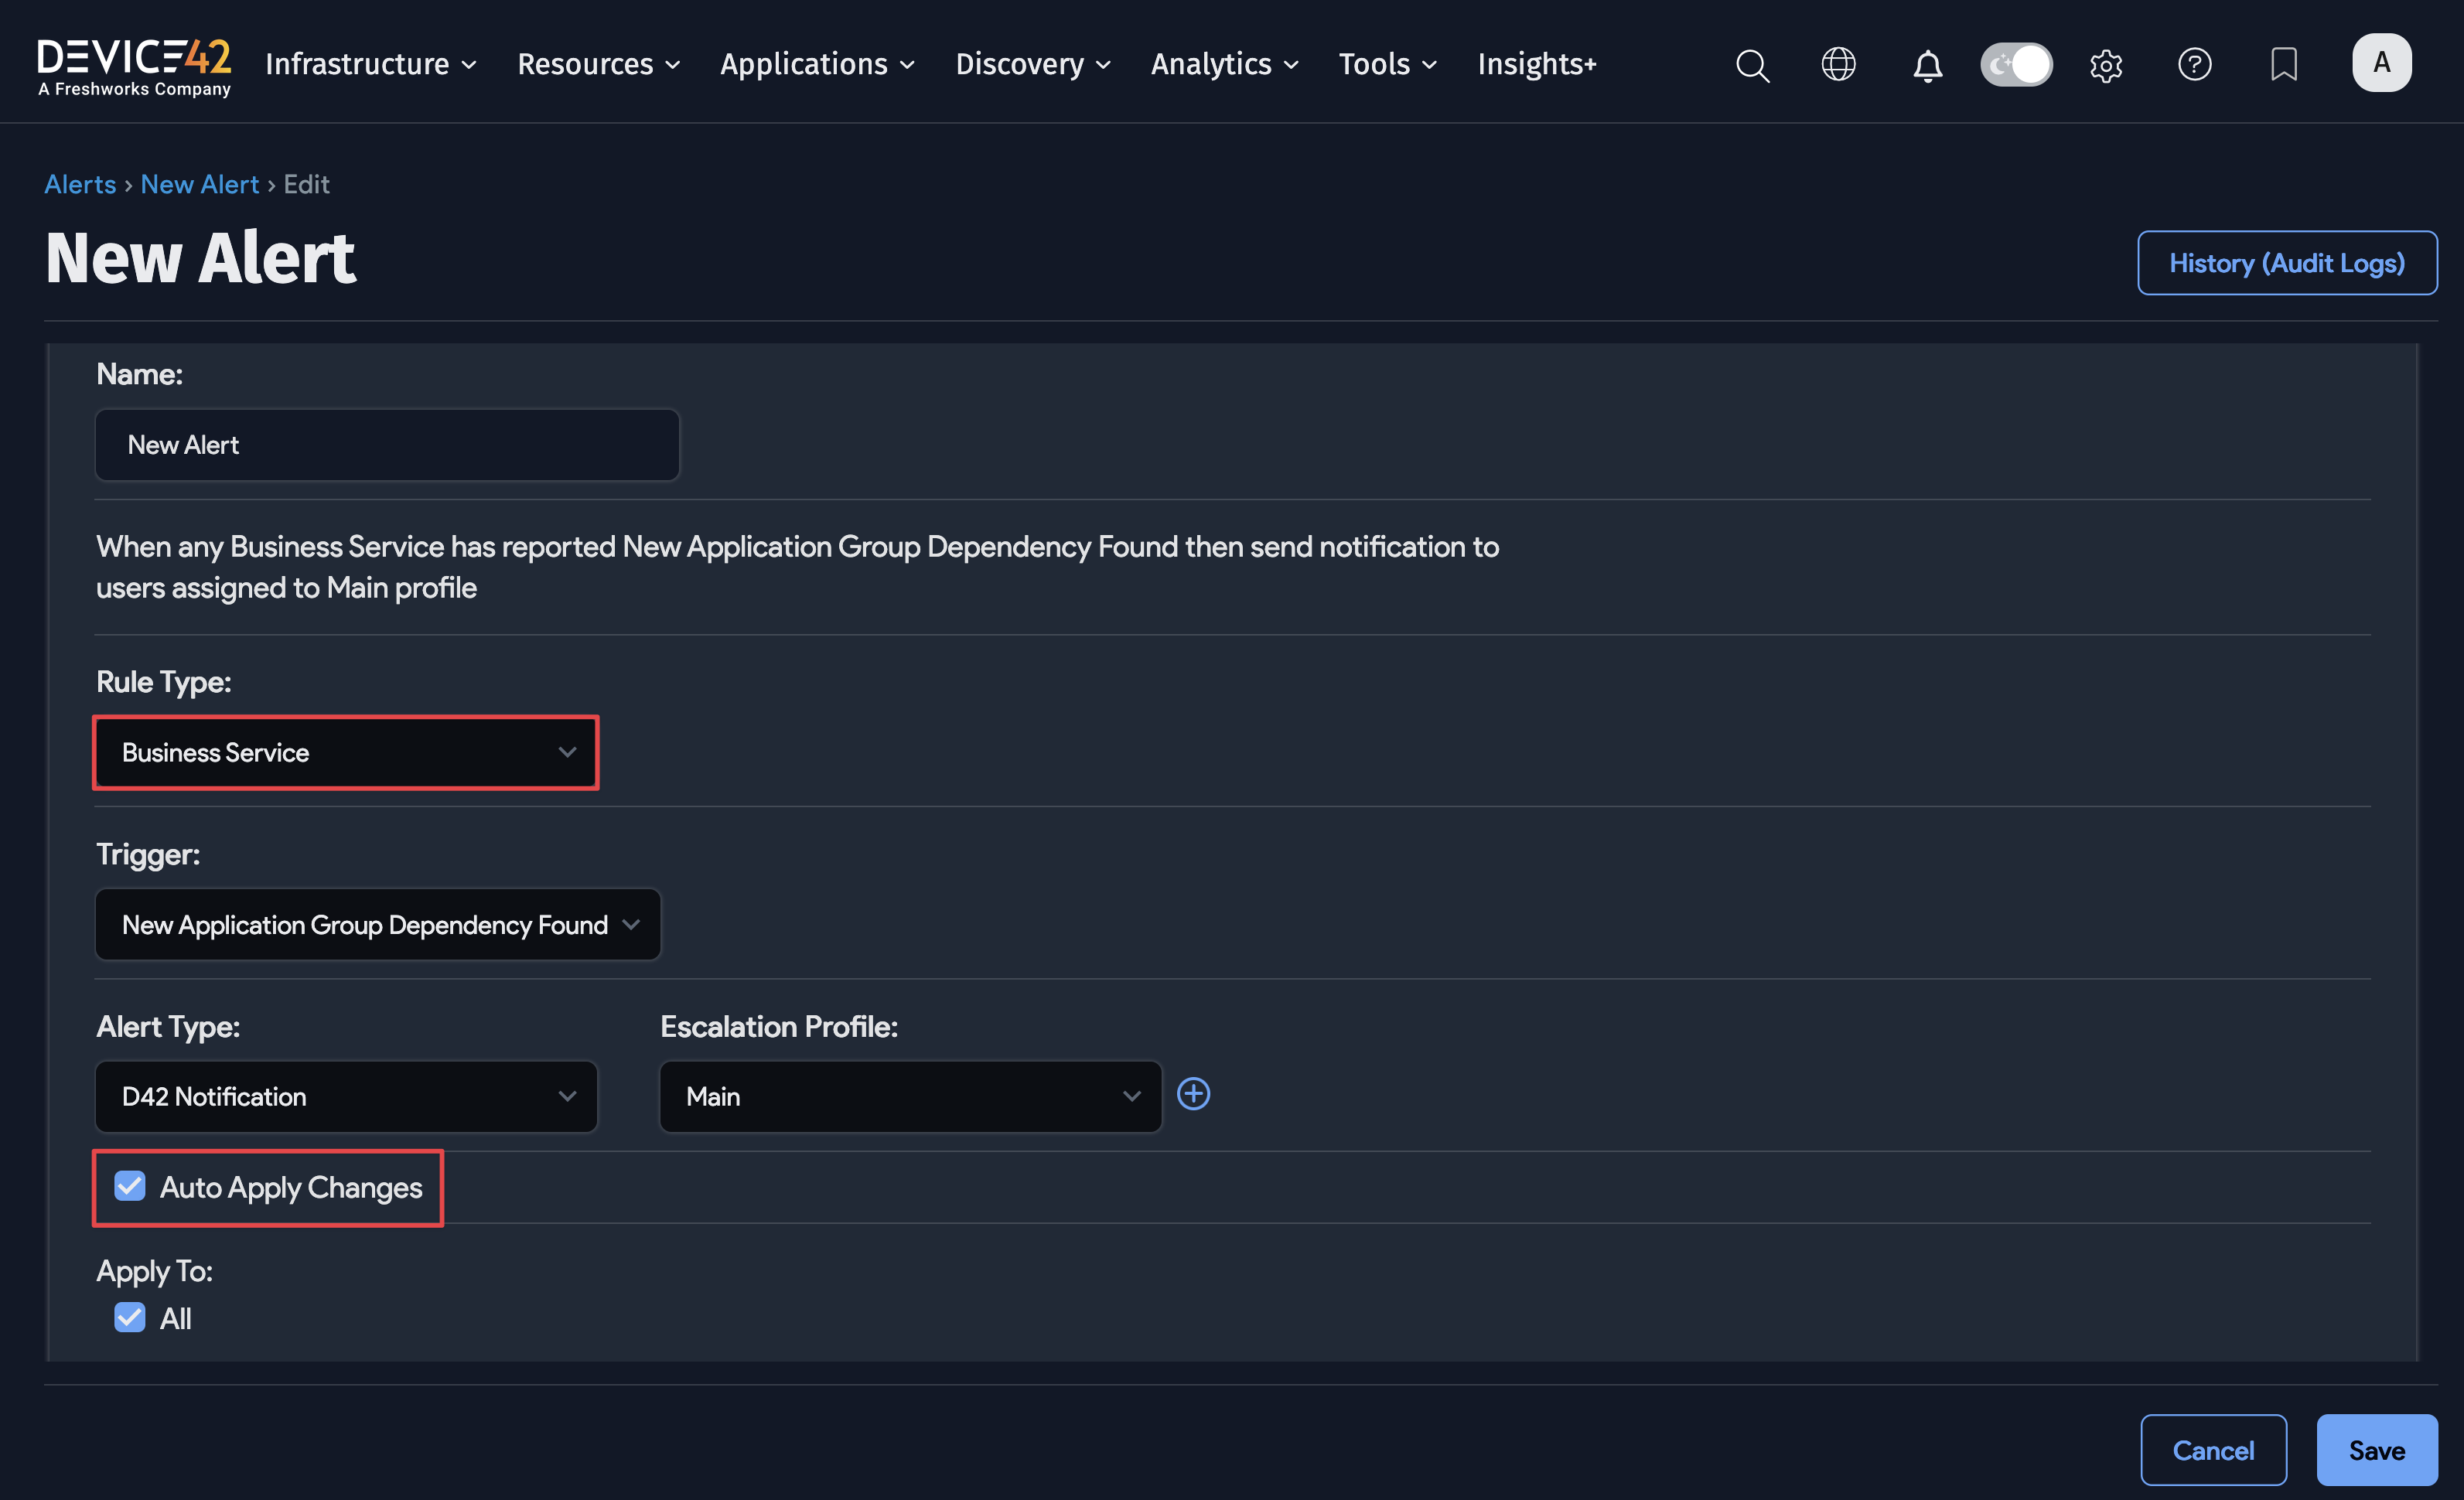 DEVICE42
A Freshworks Company
Infrastructure
Resources
Applications
Discovery
Analytics
Tools
Insights+
A
Alerts › New Alert › Edit
New Alert
History (Audit Logs)
Name:
New Alert
When any Business Service has reported New Application Group Dependency Found then send notification to
users assigned to Main profile
Rule Type:
Business Service
Trigger:
New Application Group Dependency Found
Alert Type:
Escalation Profile:
D42 Notification
Main
Auto Apply Changes
Apply To:
All
Cancel
Save